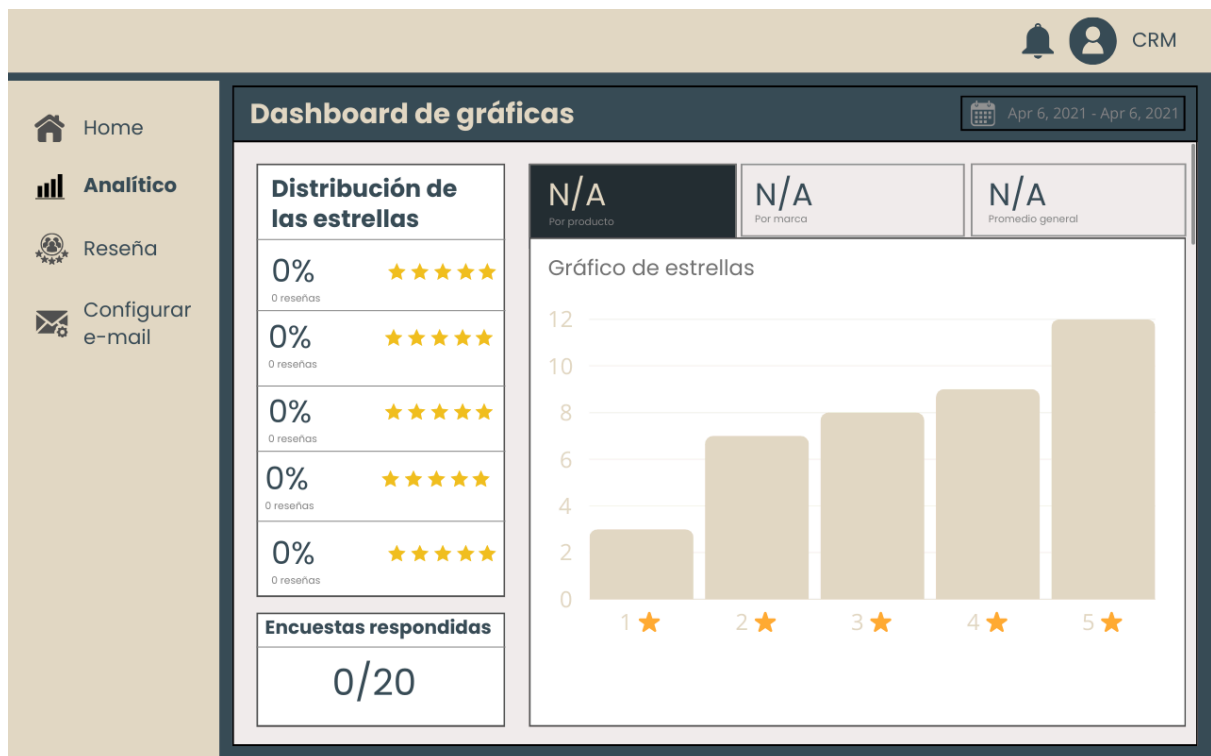 CRM
Home
Analítico
Reseña
Configurar
e-mail
Dashboard de gráficas
Apr 6, 2021 - Apr 6, 2021
Distribución de
las estrellas
0%
0 reseñas
0%
0 reseñas
0%
0 reseñas
0%
0 reseñas
0%
0 reseñas
Encuestas respondidas
0/20
N/A
Por producto
N/A
Por marca
N/A
Promedio general
Gráfico de estrellas
12
10
8
6
4
2
0
1 2 3 4 5